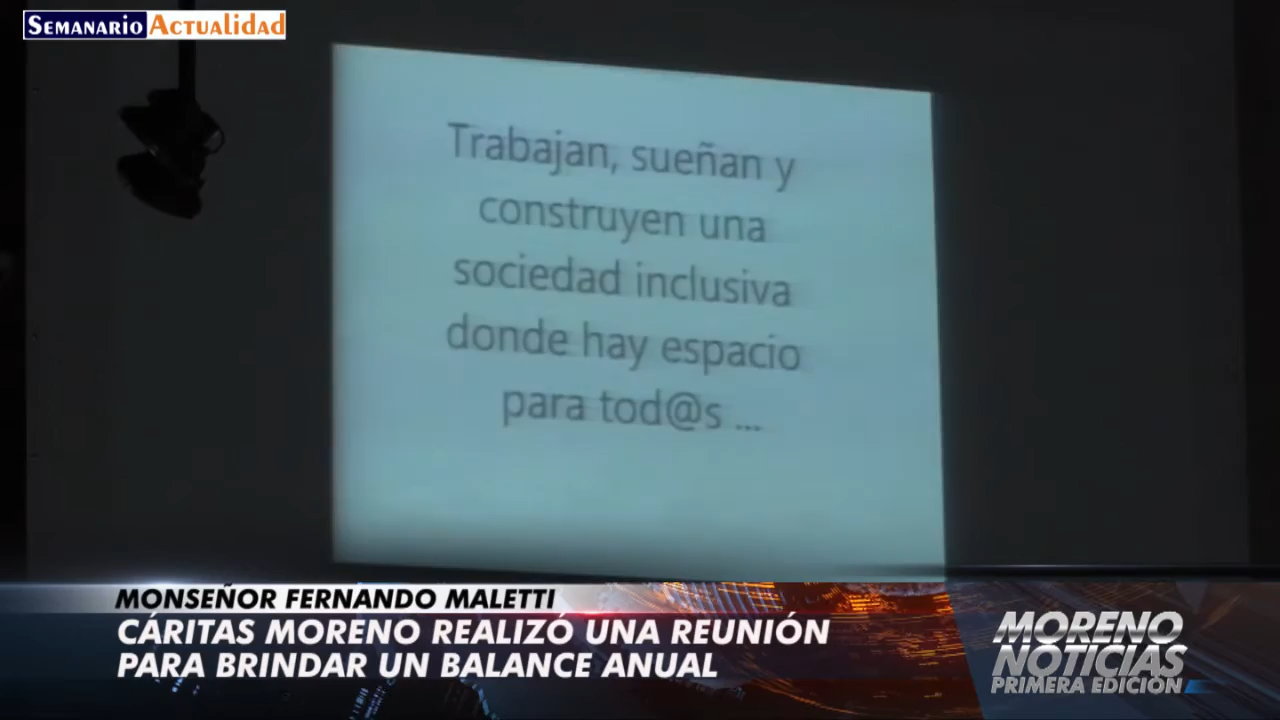 SEMANARIO ACTUALIDAD
Trabajan, sueñan y
construyen una
sociedad inclusiva
donde hay espacio
para tod@s ...
MONSEÑOR FERNANDO MALETTI
CÁRITAS MORENO REALIZÓ UNA REUNIÓN
PARA BRINDAR UN BALANCE ANUAL
MORENO
NOTICIAS
PRIMERA EDICIÓN